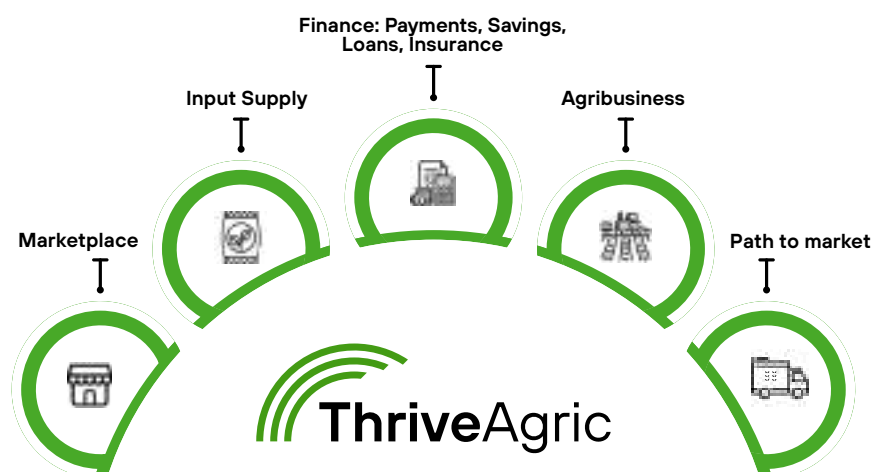 Finance: Payments, Savings,
Loans, Insurance
Input Supply
Agribusiness
Marketplace
Path to market
ThriveAgric